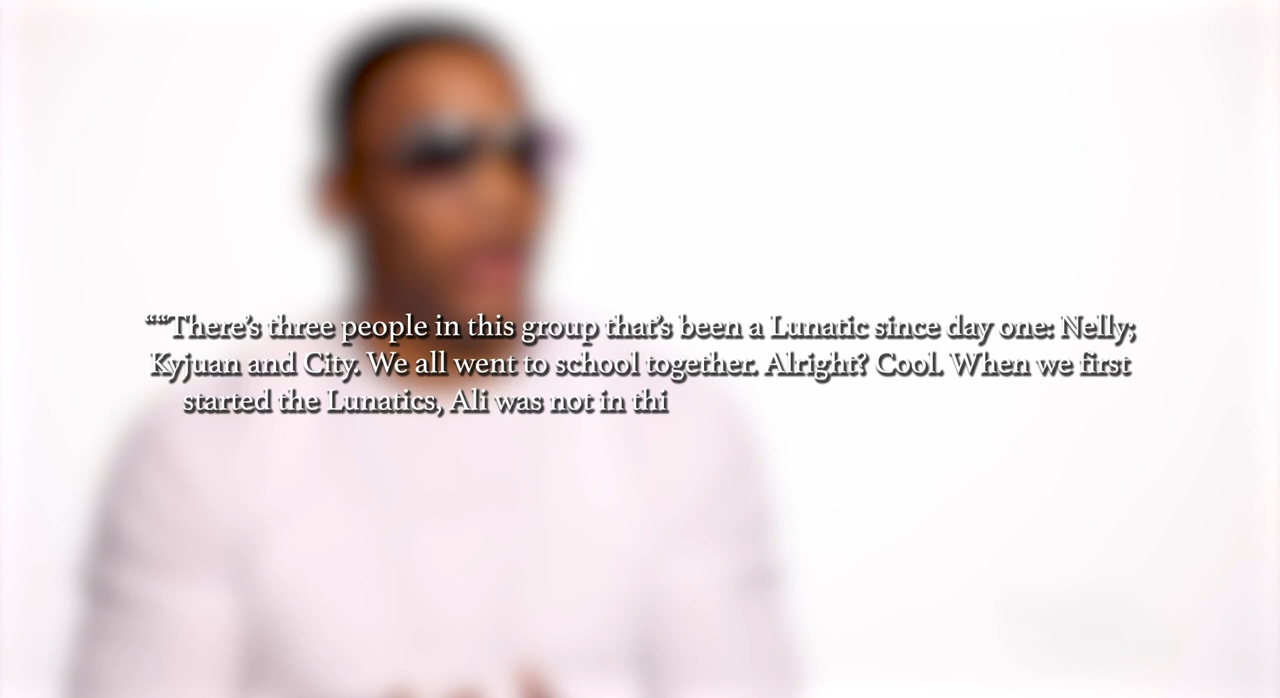 ““There’s three people in this group that’s been a Lunatic since day one: Nelly;
Kyjuan and City. We all went to school together. Alright? Cool. When we first
started the Lunatics, Ali was not in thi